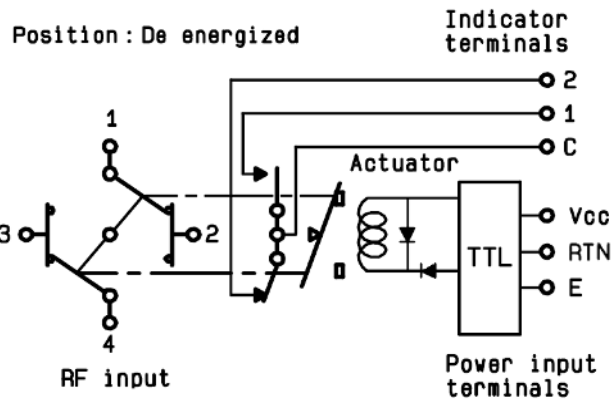 Position : De energized
Indicator
terminals
2
1
C
1
Actuator
3
2
TTL
Vcc
RTN
E
4
RF input
Power input
terminals